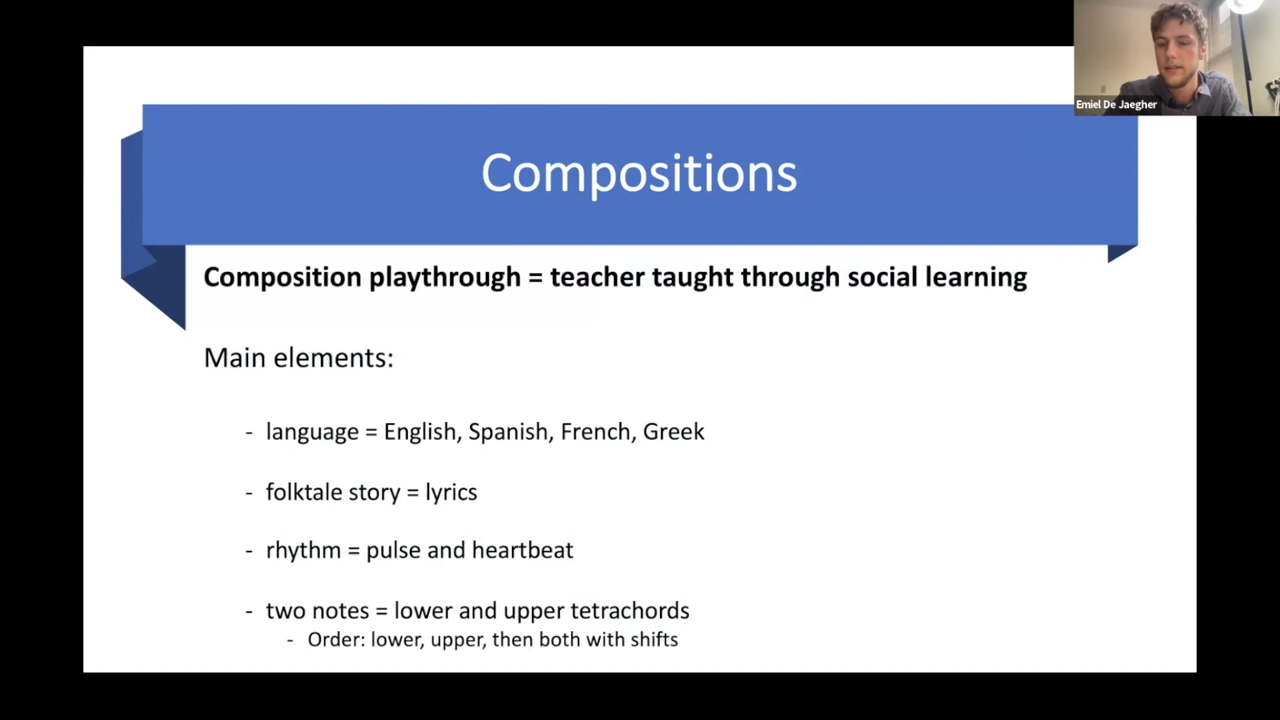 Emiel De Jaegher
Compositions
Composition playthrough = teacher taught through social learning
Main elements:
- language = English, Spanish, French, Greek
- folktale story = lyrics
- rhythm = pulse and heartbeat
- two notes = lower and upper tetrachords
- Order: lower, upper, then both with shifts